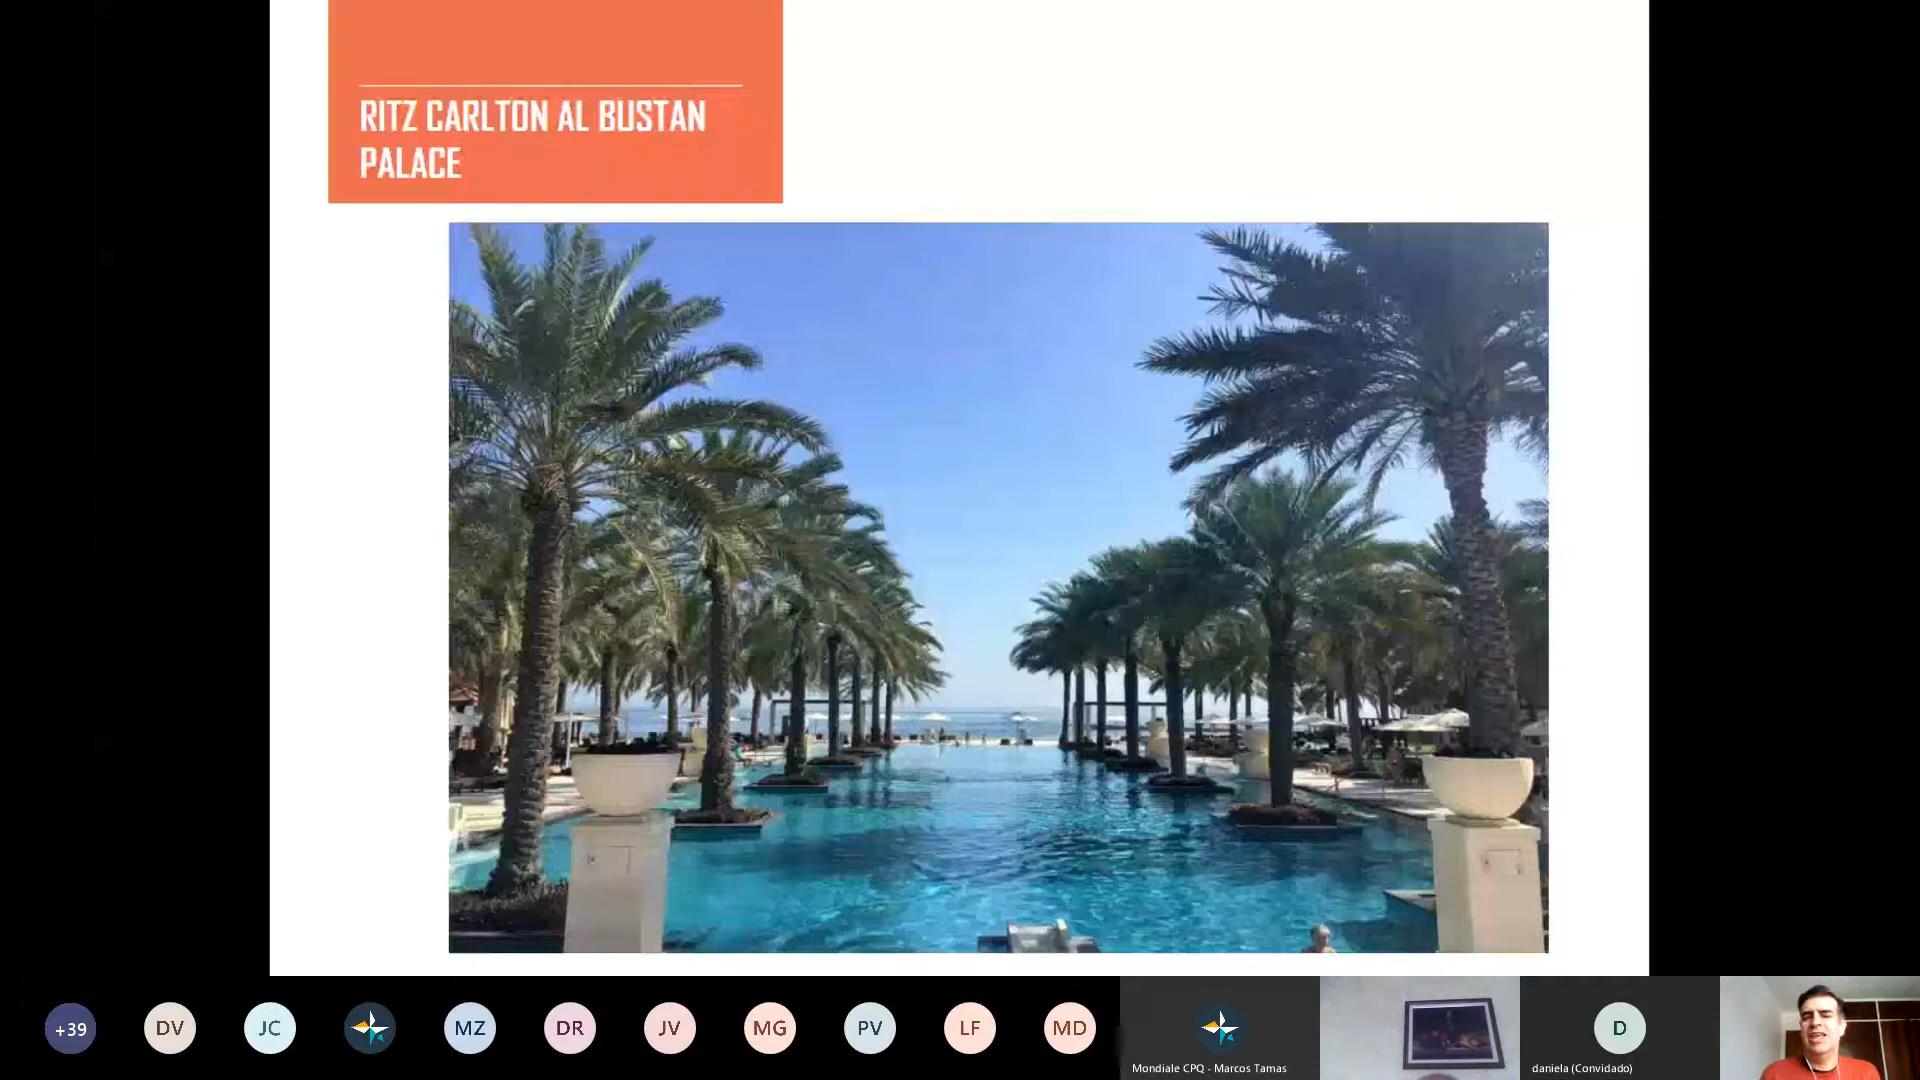 RITZ CARLTON AL BUSTAN
PALACE
+39
DV
JC
MZ
DR
JV
MG
PV
LF
MD
Mondiale CPQ - Marcos Tamas
D
daniela (Convidado)